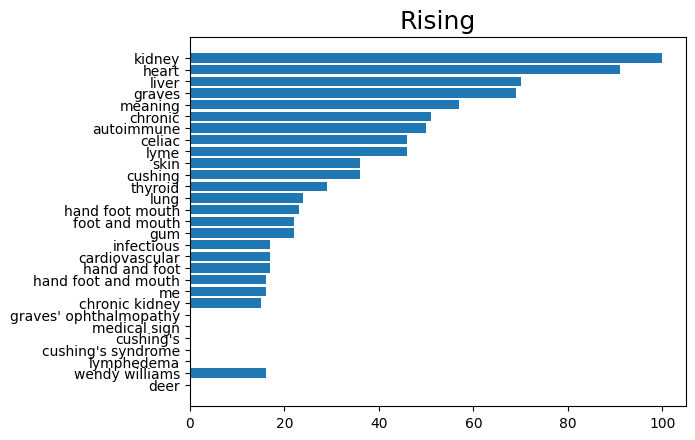 Rising
kidney
heart
liver
graves
meaning
chronic
autoimmune
celiac
lyme
skin
cushing
thyroid
lung
hand foot mouth
foot and mouth
gum
infectious
cardiovascular
hand and foot
hand foot and mouth
me
chronic kidney
graves' ophthalmopathy
medical sign
cushing's
cushing's syndrome
lymphedema
wendy williams
deer
0 20 40 60 80 100